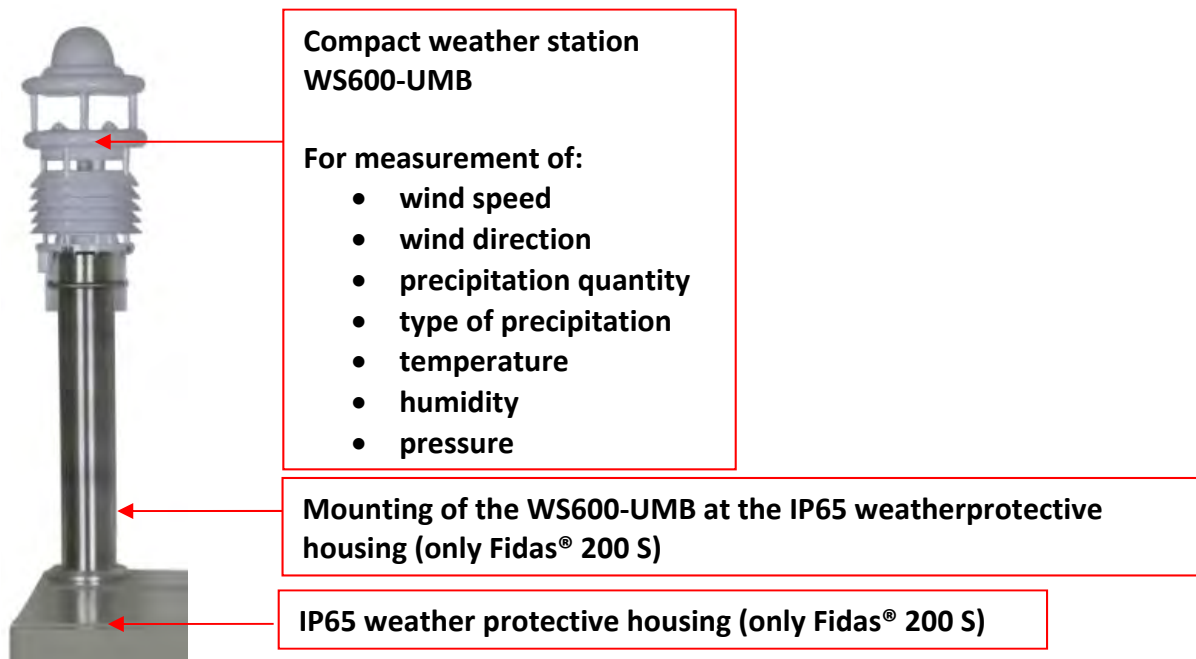 Compact weather station
WS600-UMB
For measurement of:
• wind speed
• wind direction
• precipitation quantity
• type of precipitation
• temperature
• humidity
• pressure
Mounting of the WS600-UMB at the IP65 weatherprotective
housing (only Fidas® 200 S)
IP65 weather protective housing (only Fidas® 200 S)